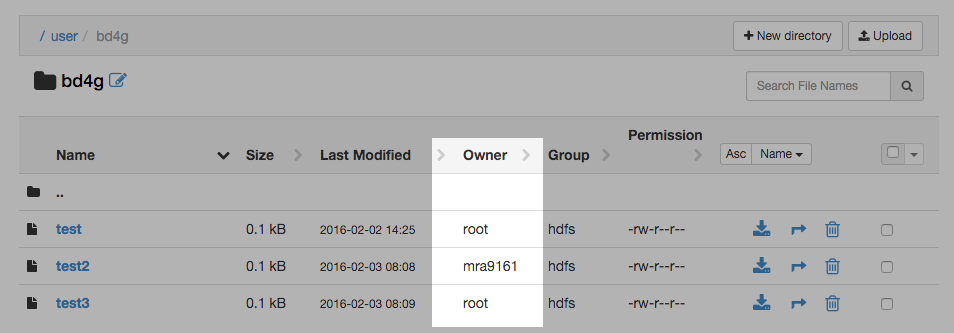 / user / bd4g New directory Upload
bd4g Search File Names
Permission
Name Size Last Modified Owner Group Asc Name
..
test 0.1 kB 2016-02-02 14:25 root hdfs -rw-r--r--
test2 0.1 kB 2016-02-03 08:08 mra9161 hdfs -rw-r--r--
test3 0.1 kB 2016-02-03 08:09 root hdfs -rw-r--r--